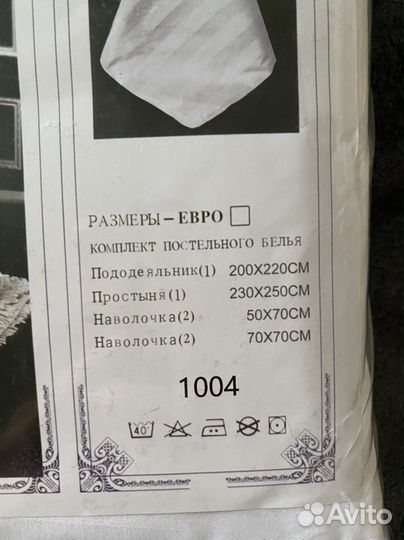 РАЗМЕРЫ–ЕВРО
КОМПЛЕКТ ПОСТЕЛЬНОГО БЕЛЬЯ
Пододеяльник(1) 200X220CM
Простыня(1) 230X250CM
Наволочка(2) 50X70CM
Наволочка(2) 70X70CM
1004
40
Avito